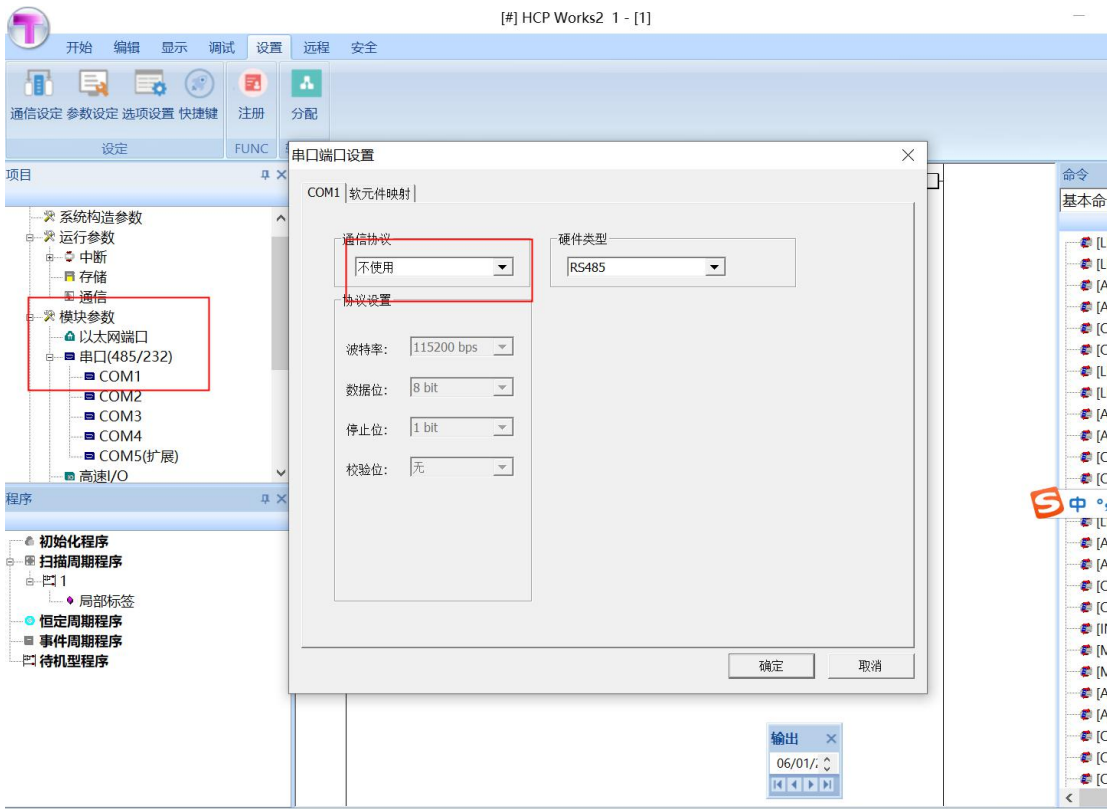 [#] HCP Works2 1 - [1]
开始 编辑 显示 调试 设置 远程 安全
通信设定 参数设定 选项设置 快捷键 注册 分配
设定 FUNC
项目
系统构造参数
运行参数
中断
存储
通信
模块参数
以太网端口
串口(485/232)
COM1
COM2
COM3
COM4
COM5(扩展)
高速I/O
程序
初始化程序
扫描周期程序
1
局部标签
恒定周期程序
事件周期程序
待机型程序
串口端口设置
COM1 软元件映射
通信协议
不使用
硬件类型
RS485
协议设置
波特率: 115200 bps
数据位: 8 bit
停止位: 1 bit
校验位: 无
确定 取消
输出
06/01/
命令
基本命
[L
[L
[A
[A
[C
[C
[L
[L
[A
[A
[C
[C
中
[L
[A
[A
[C
[C
[I
[M
[M
[A
[A
[C
[C
[C